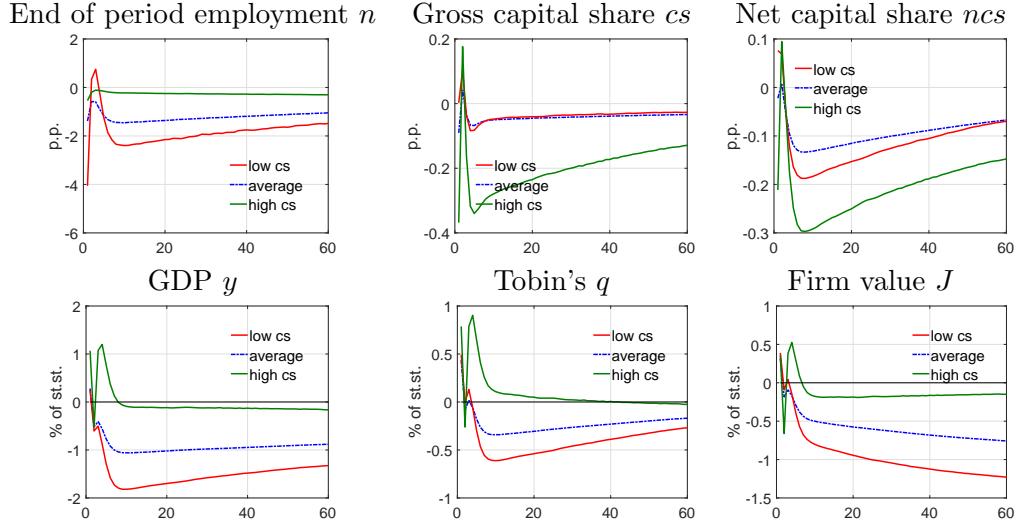 End of period employment n
Gross capital share cs
Net capital share ncs
p.p.
2
0
-2
-4
-6
0 20 40 60
low cs
average
high cs
p.p.
0.2
0
-0.2
-0.4
0 20 40 60
low cs
average
high cs
p.p.
0.1
0
-0.1
-0.2
-0.3
0 20 40 60
low cs
average
high cs
GDP y
Tobin's q
Firm value J
% of st.st.
2
1
0
-1
-2
0 20 40 60
low cs
average
high cs
% of st.st.
1
0.5
0
-0.5
-1
0 20 40 60
low cs
average
high cs
% of st.st.
1
0.5
0
-0.5
-1
-1.5
0 20 40 60
low cs
average
high cs